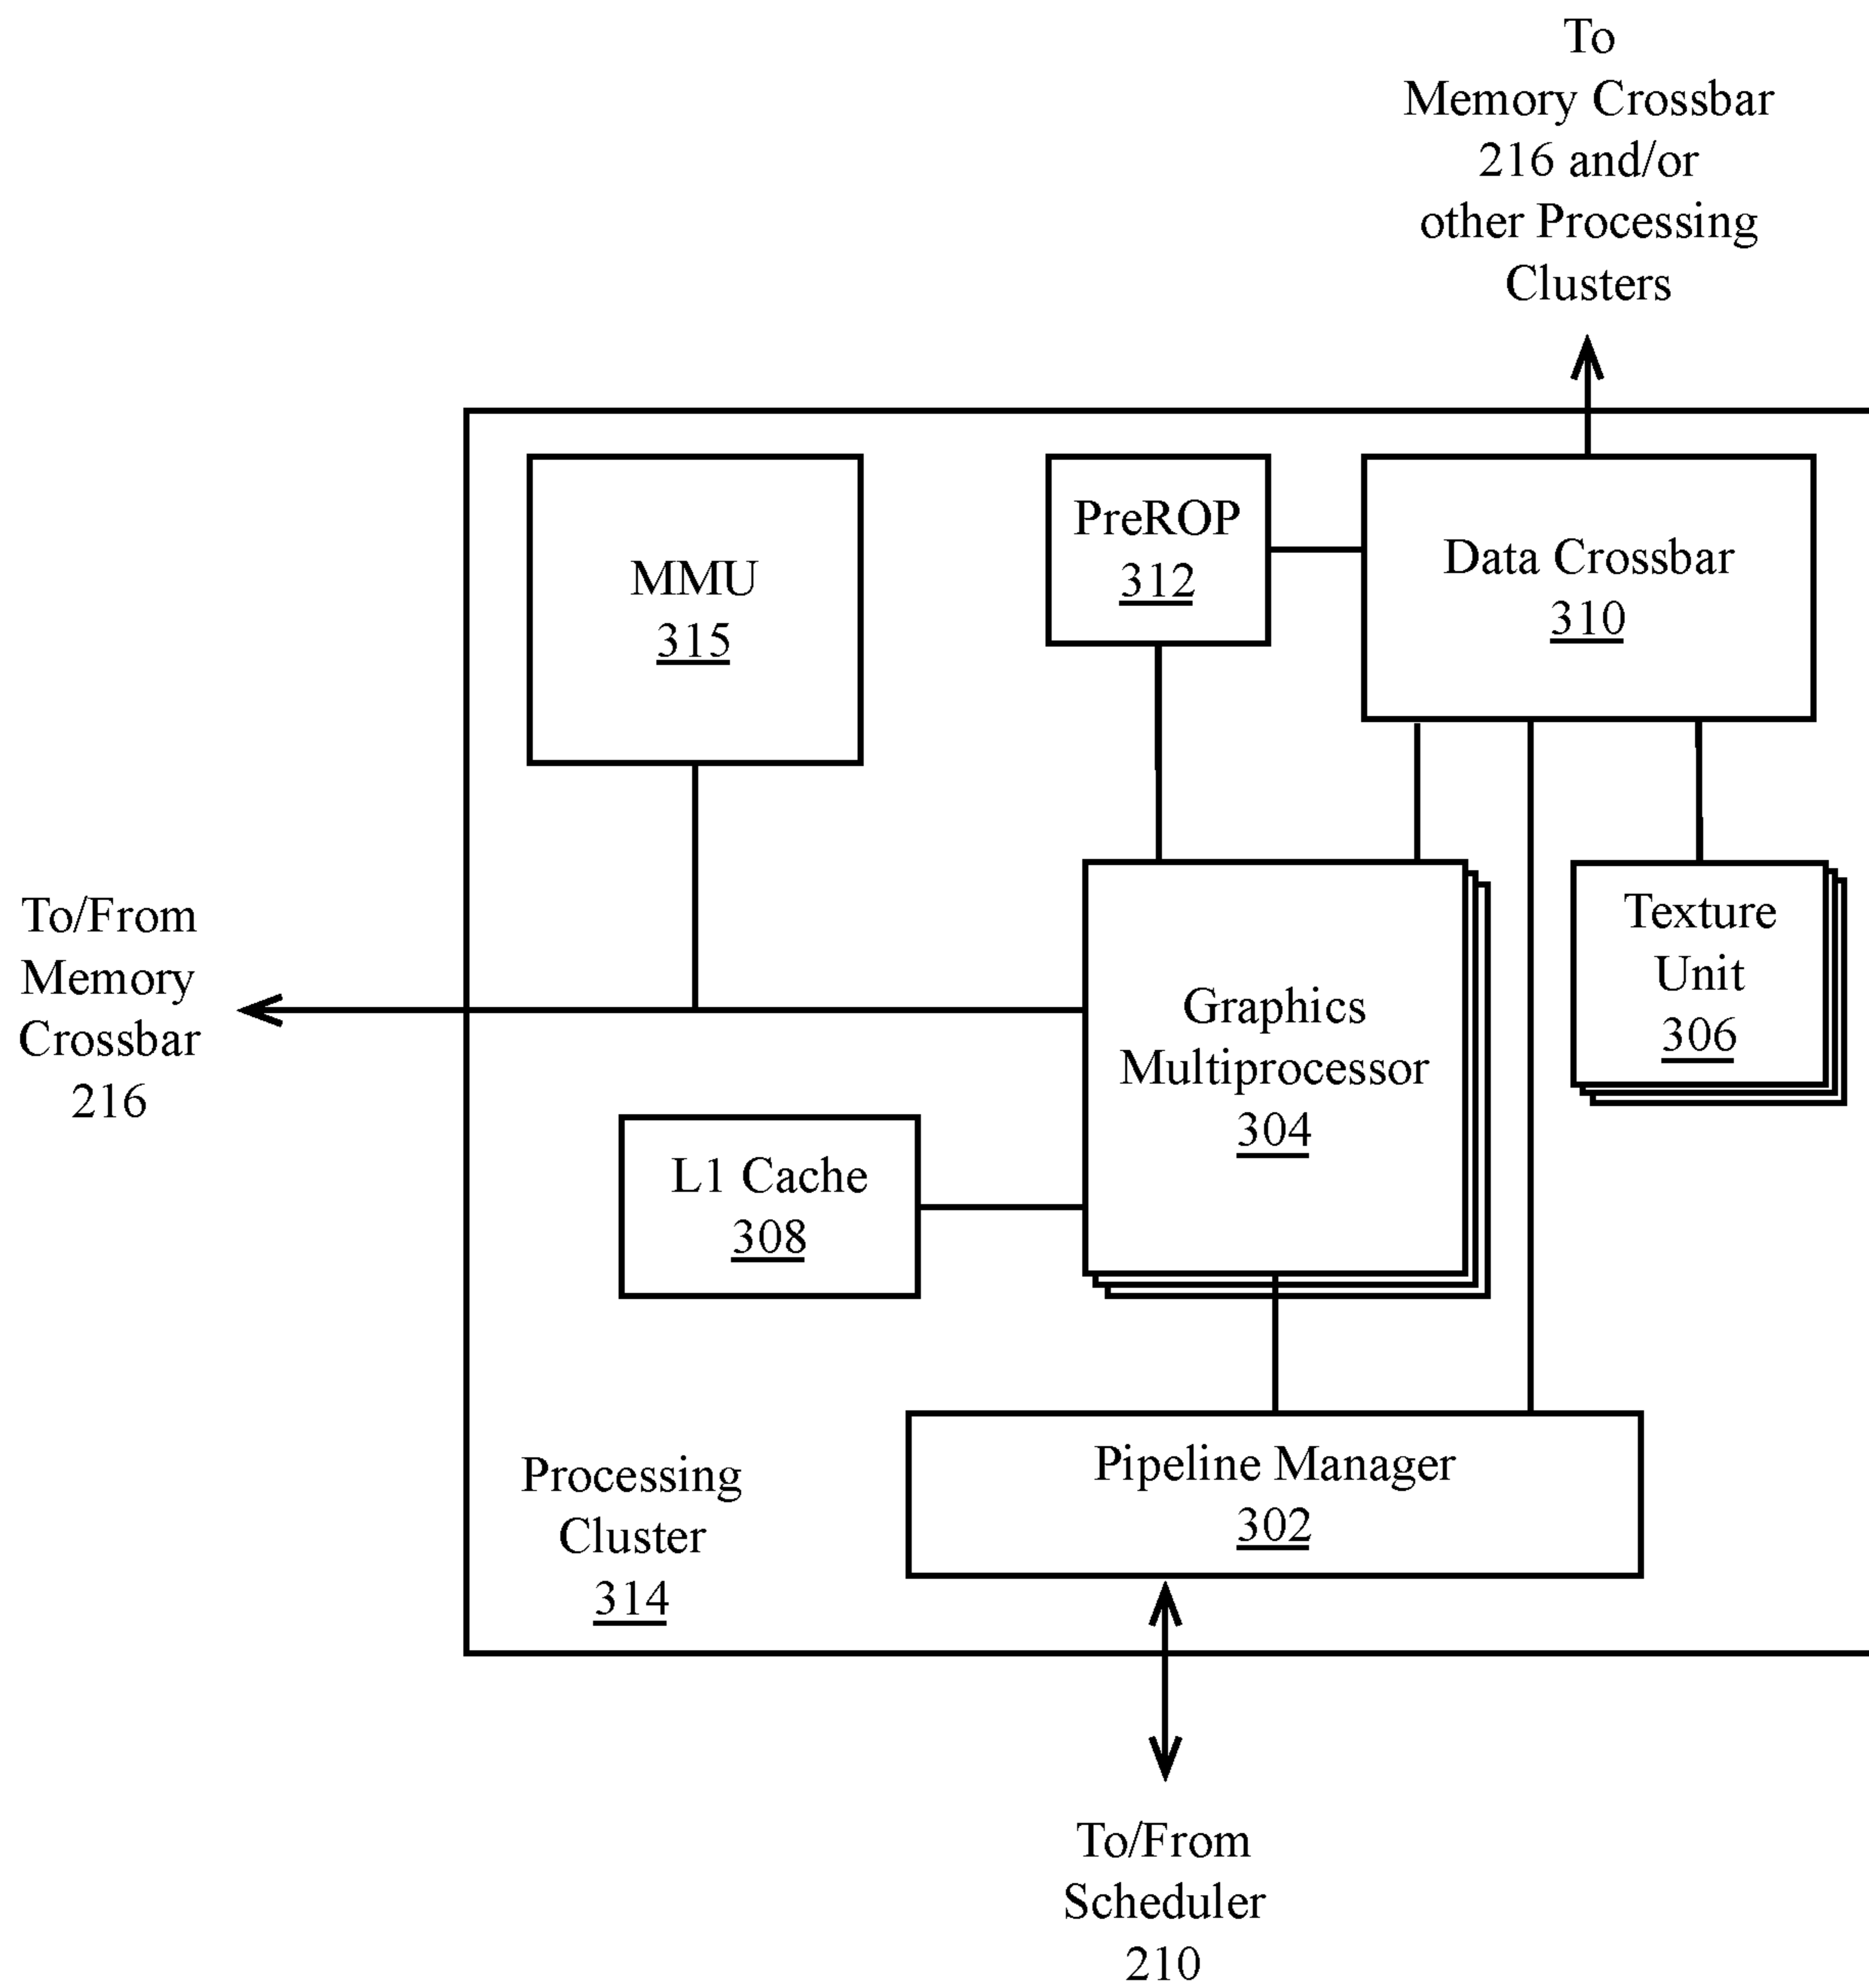 To
Memory Crossbar
216 and/or
other Processing
Clusters
MMU
315
PreROP
312
Data Crossbar
310
To/From
Memory
Crossbar
216
Graphics
Multiprocessor
304
Texture
Unit
306
L1 Cache
308
Processing
Cluster
314
Pipeline Manager
302
To/From
Scheduler
210